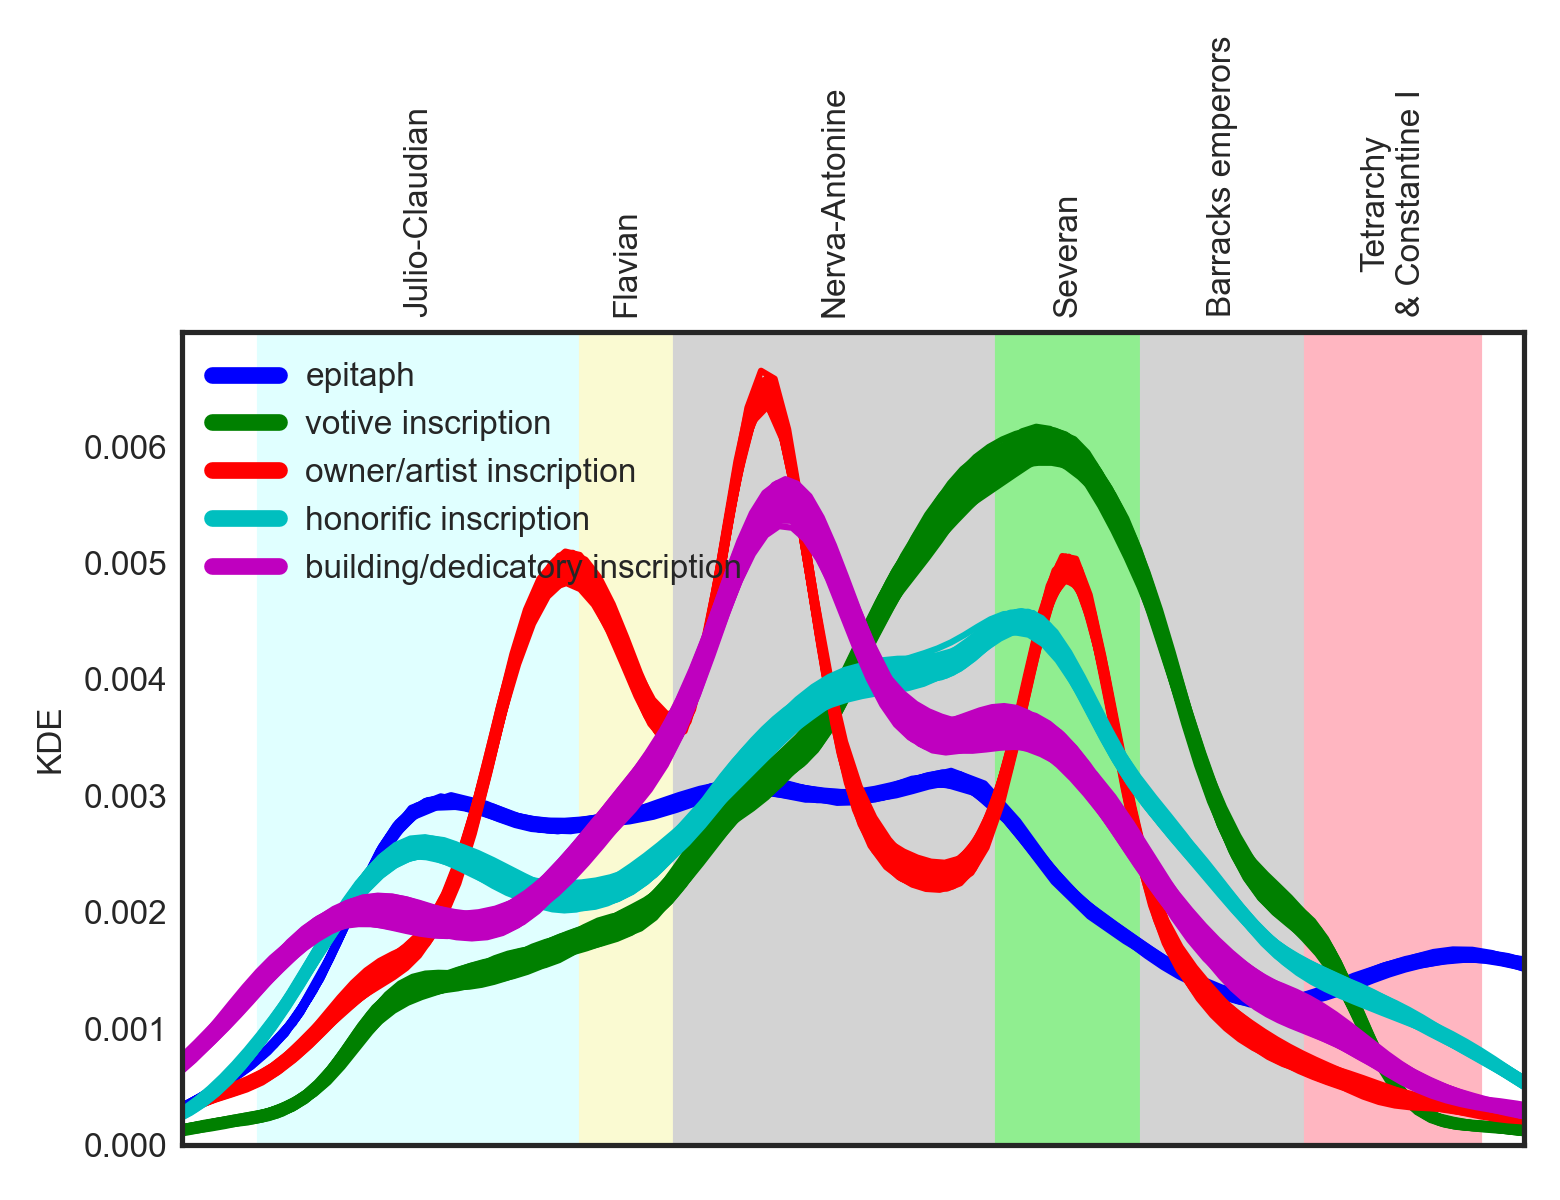 Julio-Claudian
Flavian
Nerva-Antonine
Severan
Barracks emperors
Tetrarchy
& Constantine I
epitaph
votive inscription
owner/artist inscription
honorific inscription
building/dedicatory inscription
KDE
0.006
0.005
0.004
0.003
0.002
0.001
0.000